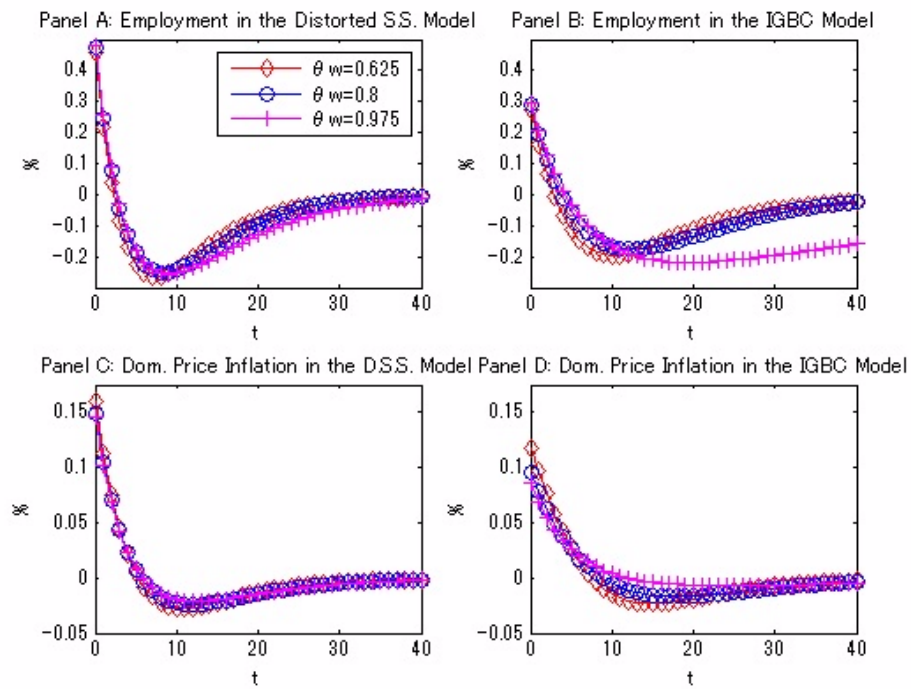 Panel A: Employment in the Distorted S.S. Model
Panel B: Employment in the IGBC Model
0.4
0.3
0.2
0.1
0
-0.1
-0.2
%
θ w=0.625
θ w=0.8
θ w=0.975
0 10 20 30 40
t
0.4
0.3
0.2
0.1
0
-0.1
-0.2
%
0 10 20 30 40
t
Panel C: Dom. Price Inflation in the D.S.S. Model
Panel D: Dom. Price Inflation in the IGBC Model
0.15
0.1
0.05
0
-0.05
%
0 10 20 30 40
t
0.15
0.1
0.05
0
-0.05
%
0 10 20 30 40
t